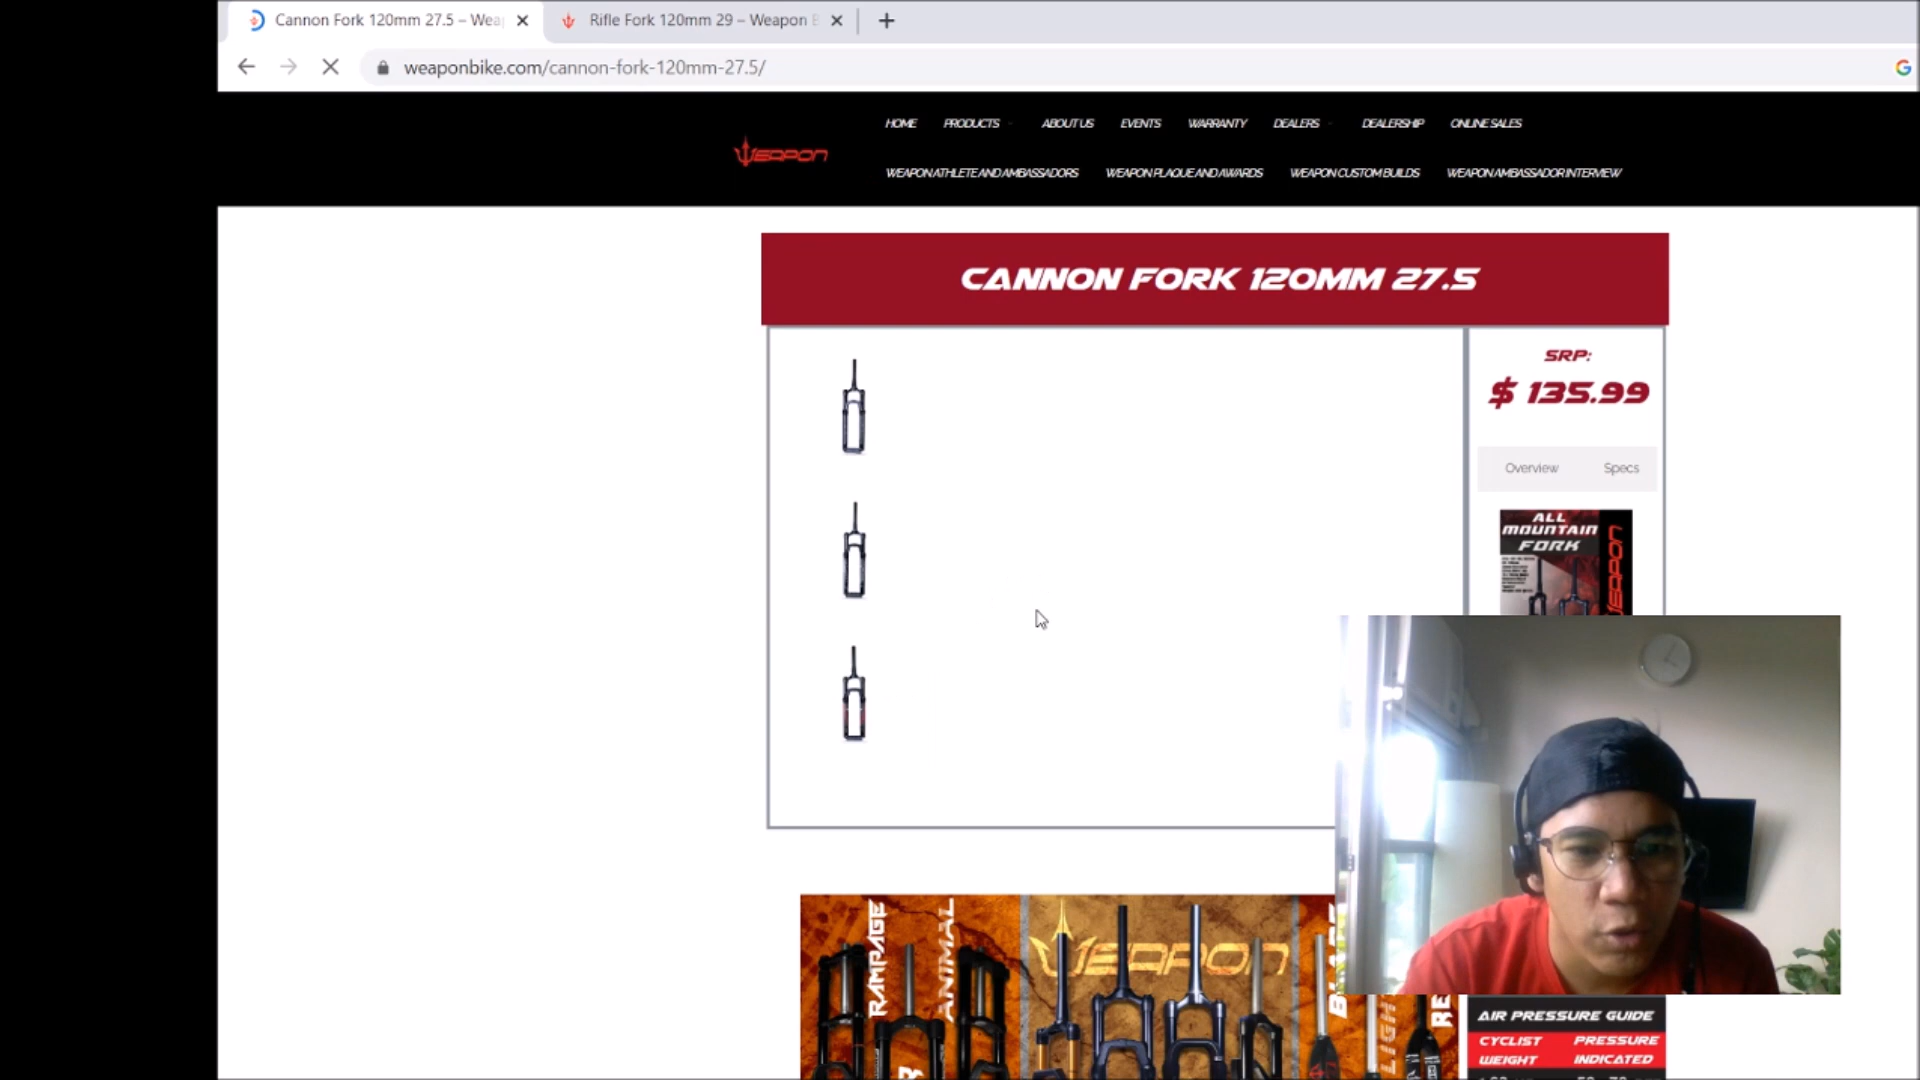 Cannon Fork 120mm 27.5 – Wea
Rifle Fork 120mm 29 – Weapon B
weaponbike.com/cannon-fork-120mm-27.5/
HOME PRODUCTS ABOUT US EVENTS WARRANTY DEALERS DEALERSHIP ONLINE SALES
WEAPON
WEAPON ATHLETE AND AMBASSADORS WEAPON PLAQUE AND AWARDS WEAPON CUSTOM BUILDS WEAPON AMBASSADOR INTERVIEW
CANNON FORK 120MM 27.5
SRP:
$ 135.99
Overview Specs
ALL
MOUNTAIN
FORK
WEAPON
RAMPAGE
ANIMAL
WEAPON
AIR PRESSURE GUIDE
CYCLIST PRESSURE
WEIGHT INDICATED